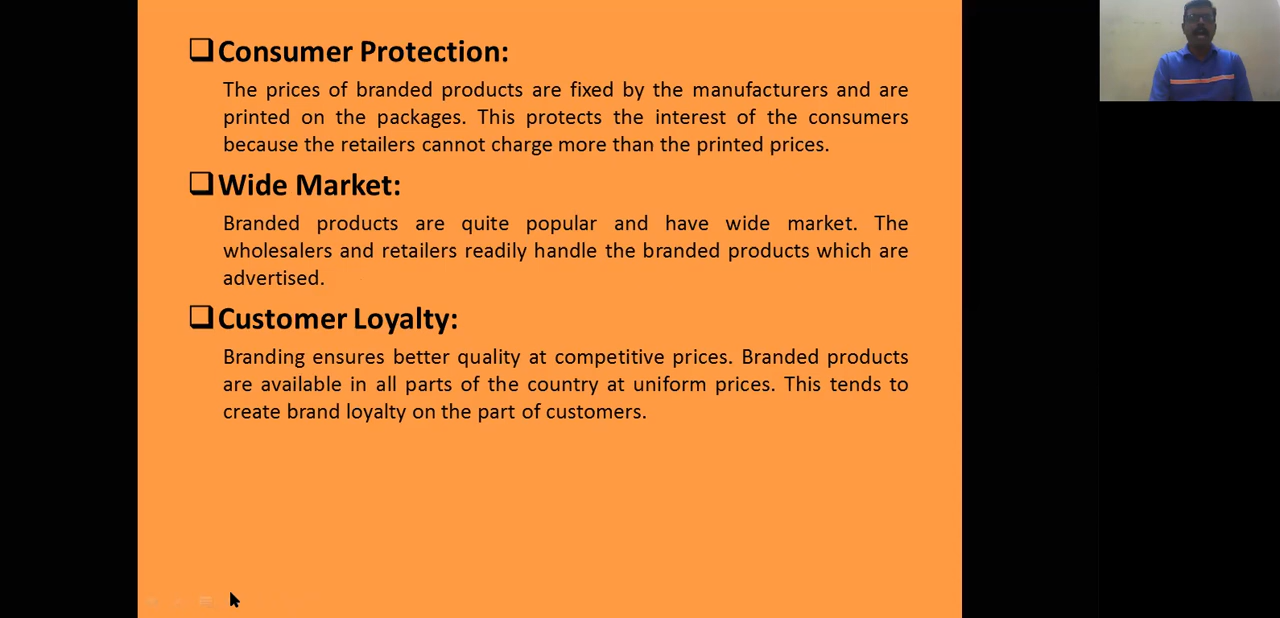 Consumer Protection:
The prices of branded products are fixed by the manufacturers and are
printed on the packages. This protects the interest of the consumers
because the retailers cannot charge more than the printed prices.
Wide Market:
Branded products are quite popular and have wide market. The
wholesalers and retailers readily handle the branded products which are
advertised.
Customer Loyalty:
Branding ensures better quality at competitive prices. Branded products
are available in all parts of the country at uniform prices. This tends to
create brand loyalty on the part of customers.